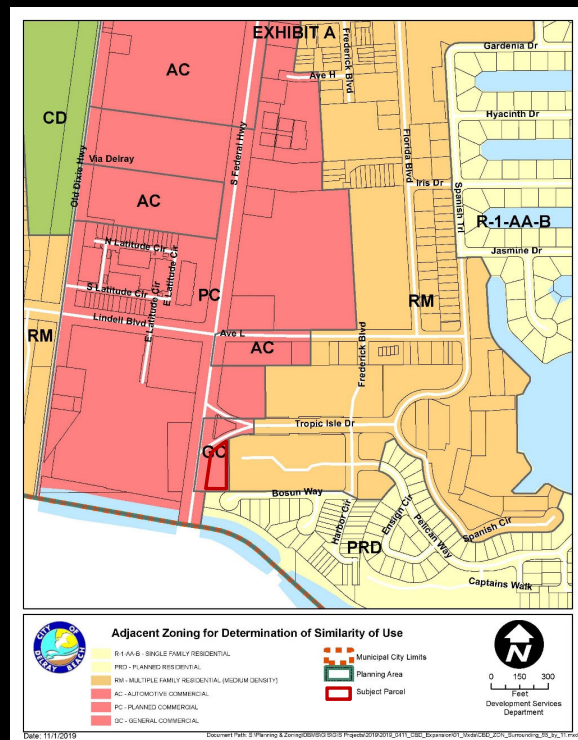 EXHIBIT A
Gardenia Dr
AC
Ave H
Frederick Blvd
Hyacinth Dr
CD
Old Dixie Hwy
Via Delray
S Federal Hwy
Florida Blvd
Iris Dr
Spanish Trl
AC
R-1-AA-B
N Latitude Cir
E Latitude Cir
Jasmine Dr
S Latitude Cir
PC
RM
Lindell Blvd
E Latitude Cir
RM
Ave L
AC
Frederick Blvd
Tropic Isle Dr
GC
Bosun Way
Harbor Cir
Ensign Cir
Pelican Way
Spanish Cir
PRD
Captains Walk
CITY OF DELRAY BEACH
Adjacent Zoning for Determination of Similarity of Use
R-1-AA-B - SINGLE FAMILY RESIDENTIAL
PRD - PLANNED RESIDENTIAL
RM - MULTIPLE FAMILY RESIDENTIAL (MEDIUM DENSITY)
AC - AUTOMOTIVE COMMERCIAL
PC - PLANNED COMMERCIAL
GC - GENERAL COMMERCIAL
Municipal City Limits
Planning Area
Subject Parcel
N
0 150 300
Feet
Development Services
Department
Date: 11/1/2019